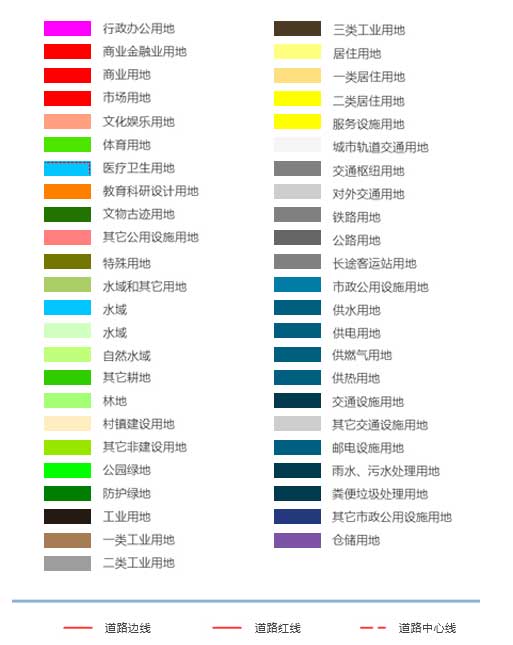 行政办公用地
商业金融业用地
商业用地
市场用地
文化娱乐用地
体育用地
医疗卫生用地
教育科研设计用地
文物古迹用地
其它公用设施用地
特殊用地
水域和其它用地
水域
水域
自然水域
其它耕地
林地
村镇建设用地
其它非建设用地
公园绿地
防护绿地
工业用地
一类工业用地
二类工业用地
三类工业用地
居住用地
一类居住用地
二类居住用地
服务设施用地
城市轨道交通用地
交通枢纽用地
对外交通用地
铁路用地
公路用地
长途客运站用地
市政公用设施用地
供水用地
供电用地
供燃气用地
供热用地
交通设施用地
其它交通设施用地
邮电设施用地
雨水、污水处理用地
粪便垃圾处理用地
其它市政公用设施用地
仓储用地
道路边线
道路红线
道路中心线